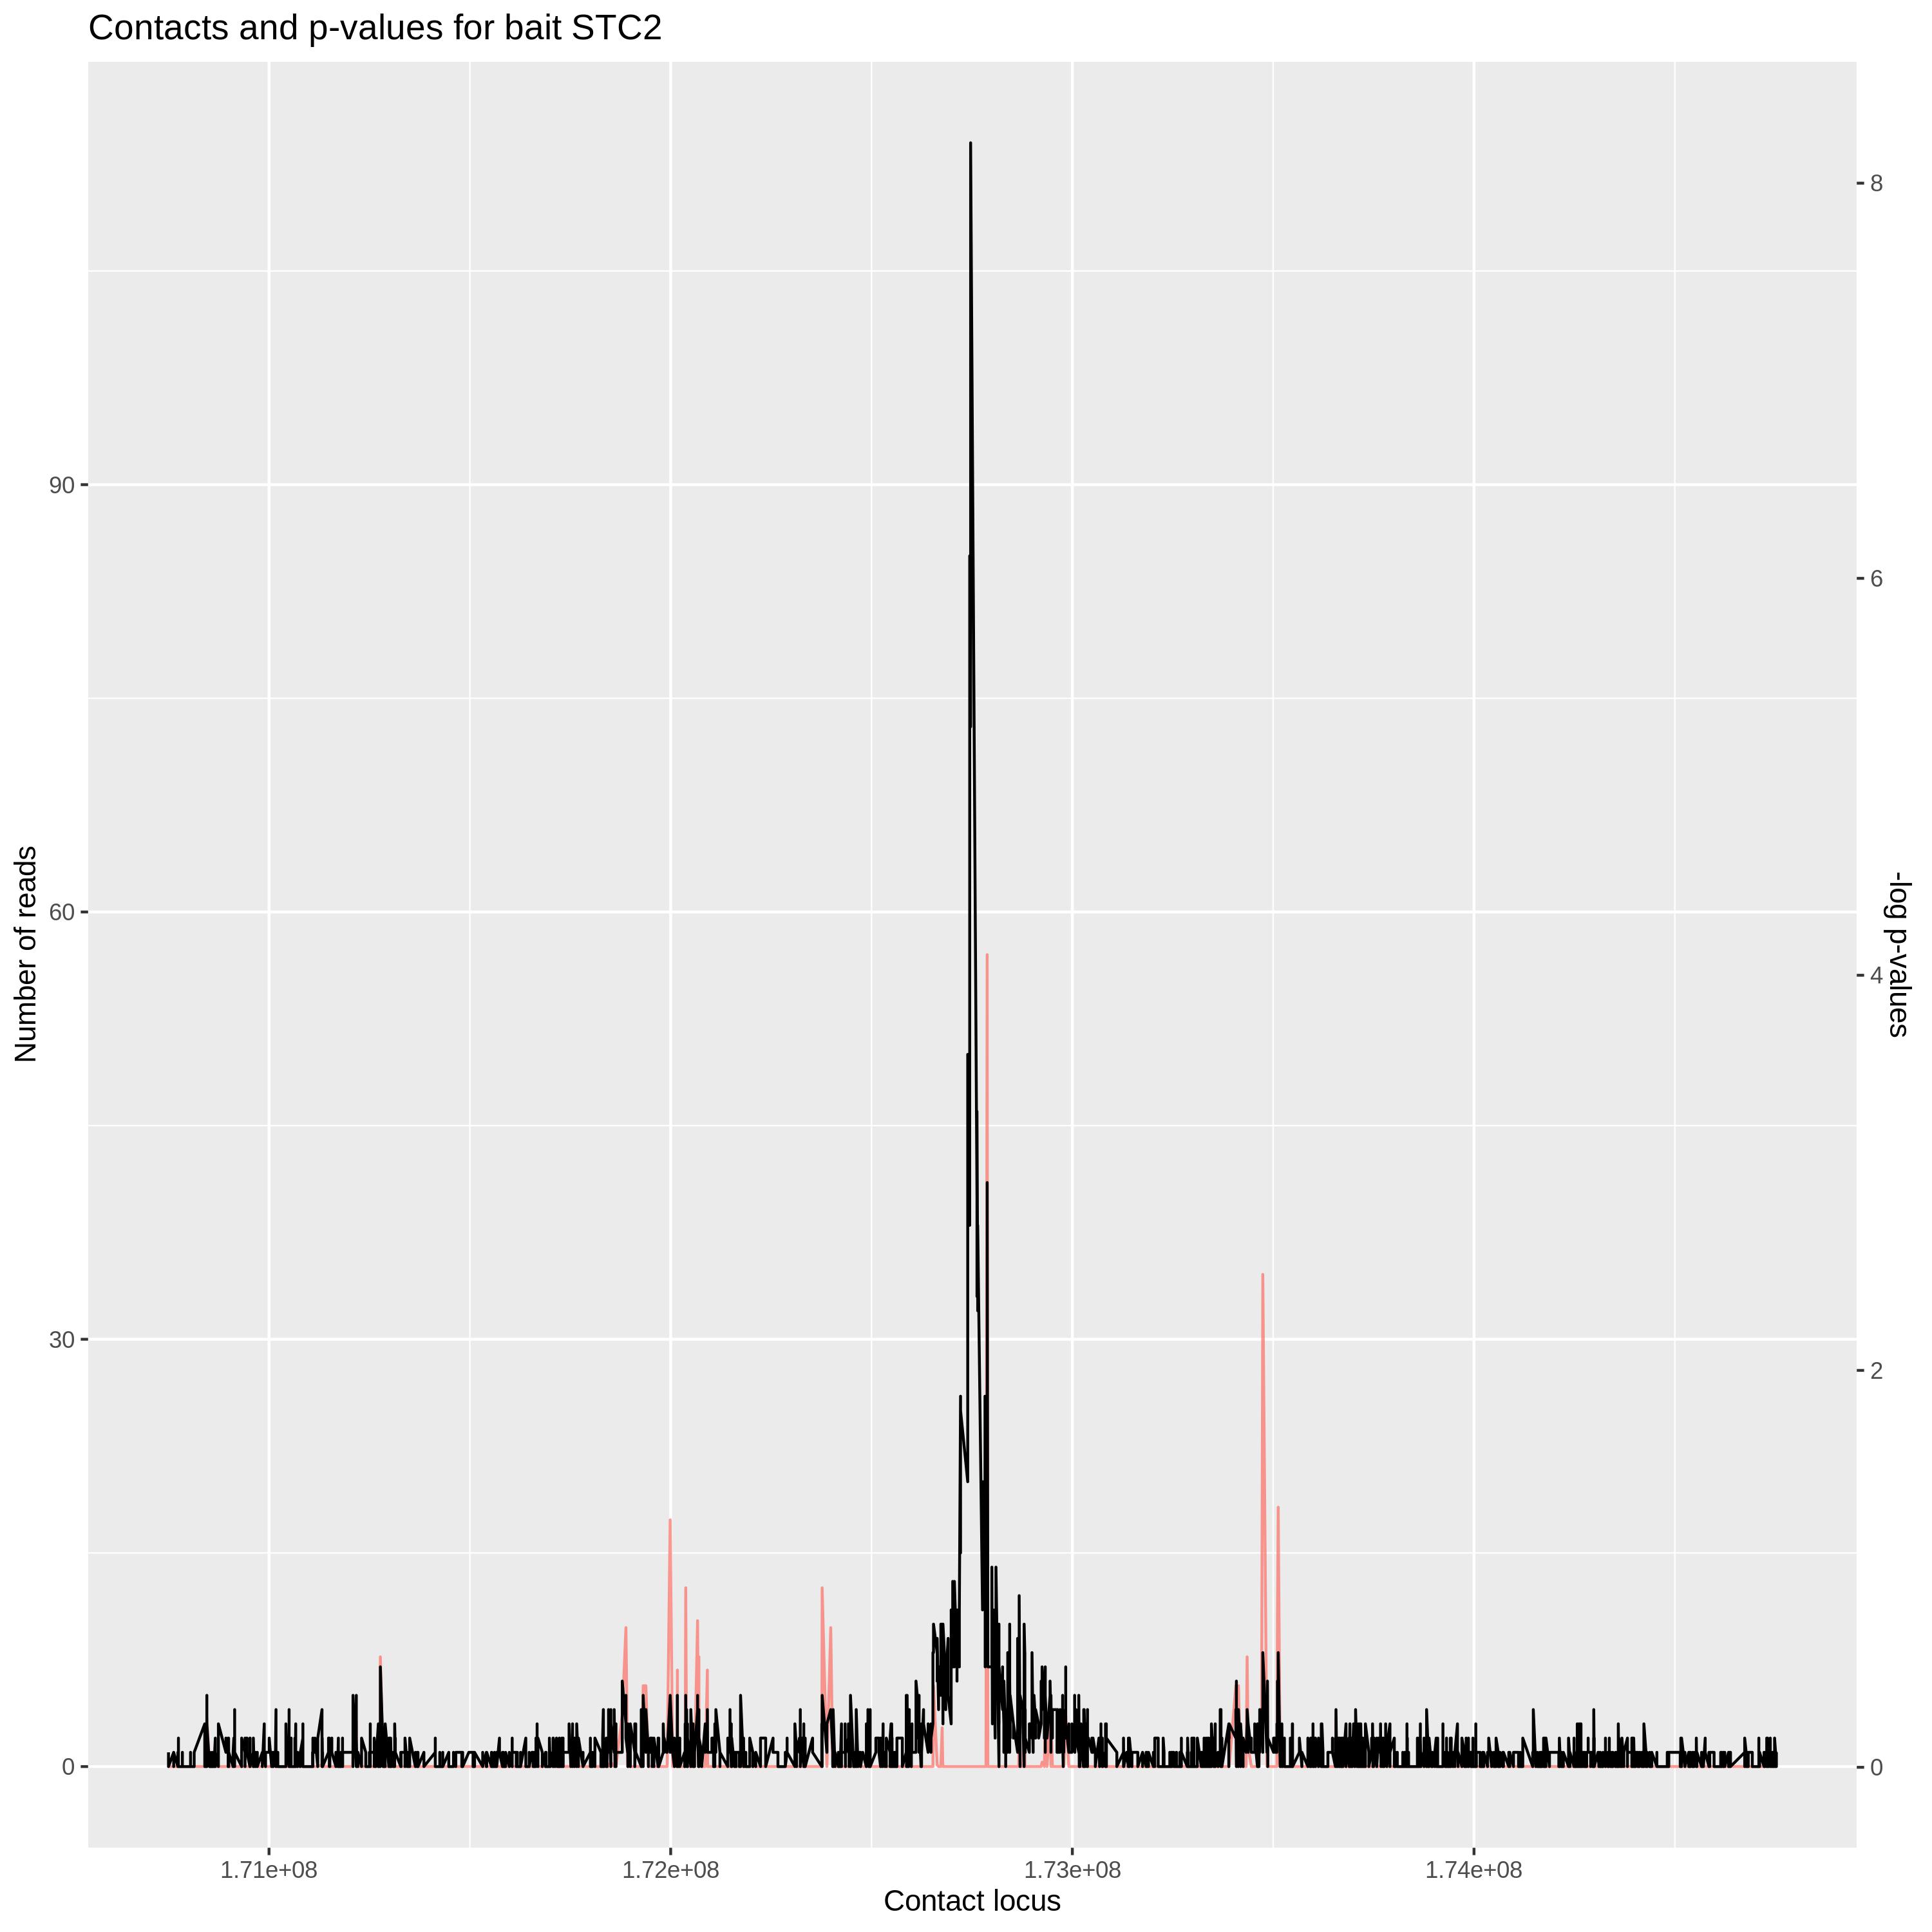 Contacts and p-values for bait STC2
90
60
30
0
Number of reads
8
6
4
2
0
-log p-values
1.71e+08
1.72e+08
1.73e+08
1.74e+08
Contact locus